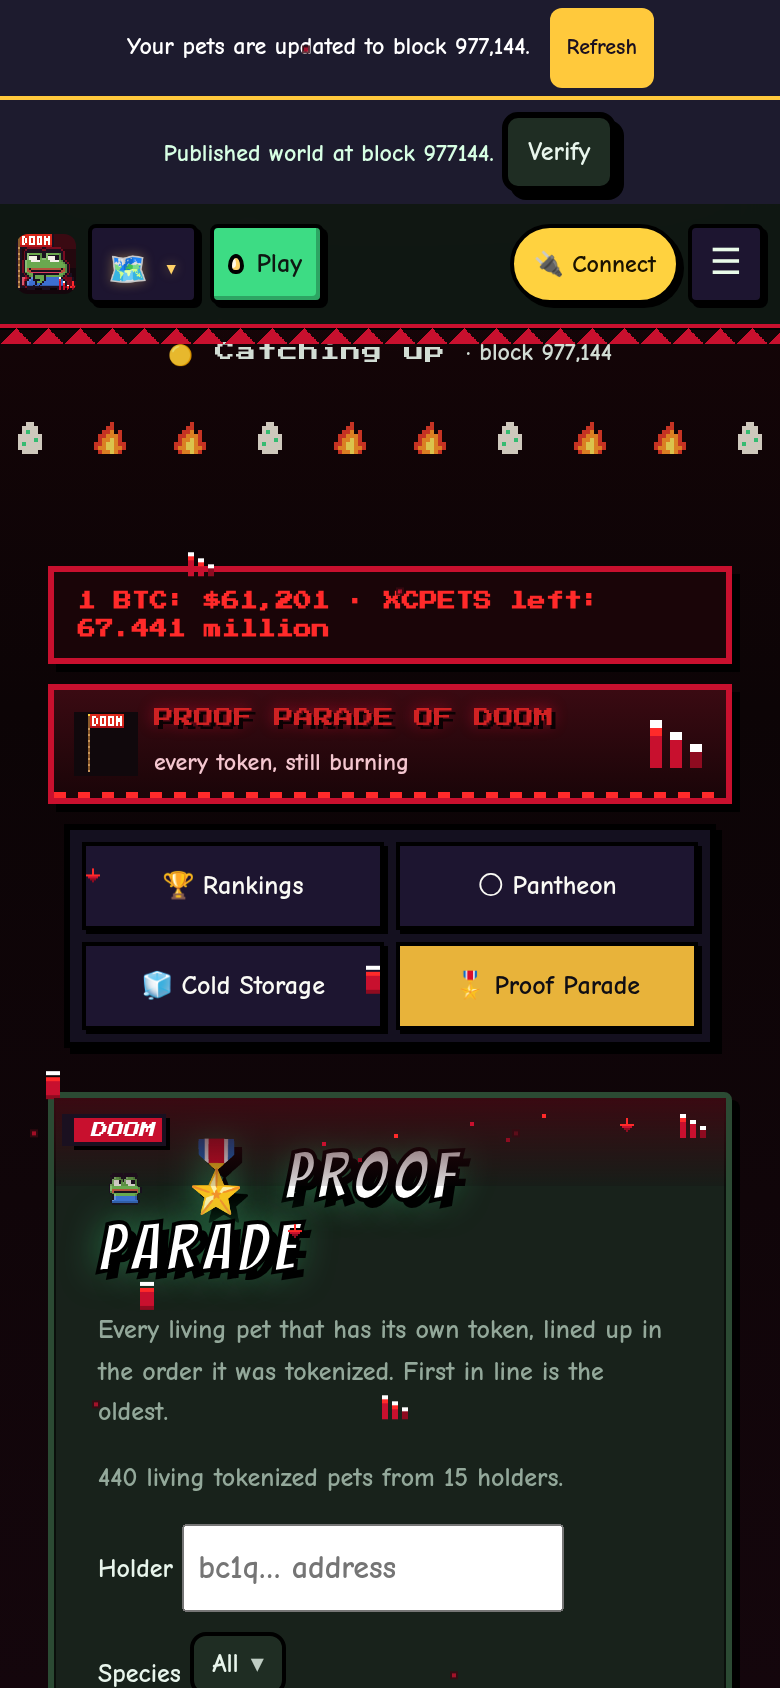 Your pets are updated to block 977,144.
Refresh
Published world at block 977144.
Verify
DOOM
Play
Connect
Catching up · block 977,144
1 BTC: $61,201 · XCPETS left:
67.441 million
DOOM
PROOF PARADE OF DOOM
every token, still burning
Rankings
Pantheon
Cold Storage
Proof Parade
DOOM
PROOF
PARADE
Every living pet that has its own token, lined up in
the order it was tokenized. First in line is the
oldest.
440 living tokenized pets from 15 holders.
Holder
bc1q... address
Species
All